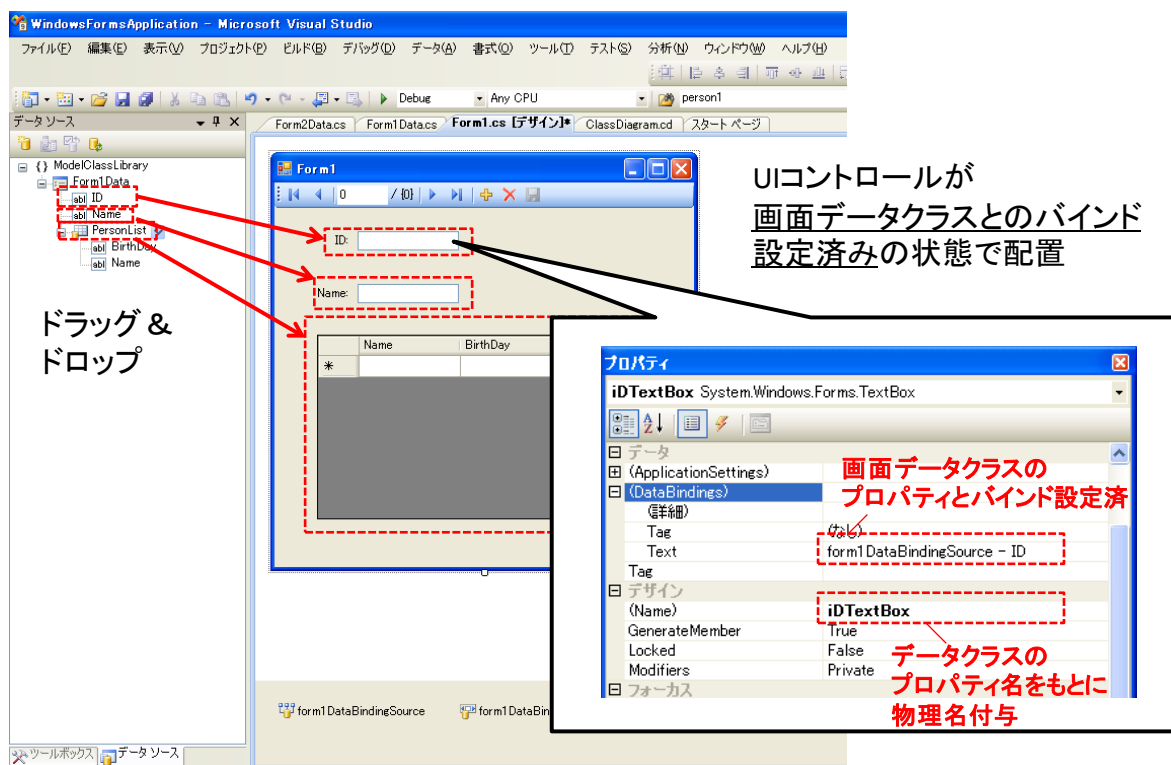 WindowsFormsApplication - Microsoft Visual Studio
ファイル(F) 編集(E) 表示(V) プロジェクト(P) ビルド(B) デバッグ(D) データ(A) 書式(O) ツール(T) テスト(S) 分析(N) ウィンドウ(W) ヘルプ(H)
Debug Any CPU person1
データ ソース
Form2Data.cs Form1Data.cs Form1.cs [デザイン]* ClassDiagram.cd スタート ページ
{} ModelClassLibrary
Form1Data
abl ID
abl Name
PersonList
abl BirthDay
abl Name
ドラッグ &
ドロップ
Form1
0 / {0}
ID:
Name:
Name BirthDay
*
UIコントロールが
画面データクラスとのバインド
設定済みの状態で配置
プロパティ
iDTextBox System.Windows.Forms.TextBox
データ
(ApplicationSettings)
(DataBindings)
(詳細)
Tag (なし)
Text form1DataBindingSource - ID
Tag
デザイン
(Name) iDTextBox
GenerateMember True
Locked False
Modifiers Private
フォーカス
画面データクラスの
プロパティとバインド設定済
データクラスの
プロパティ名をもとに
物理名付与
form1DataBindingSource form1DataBin
ツールボックス データ ソース